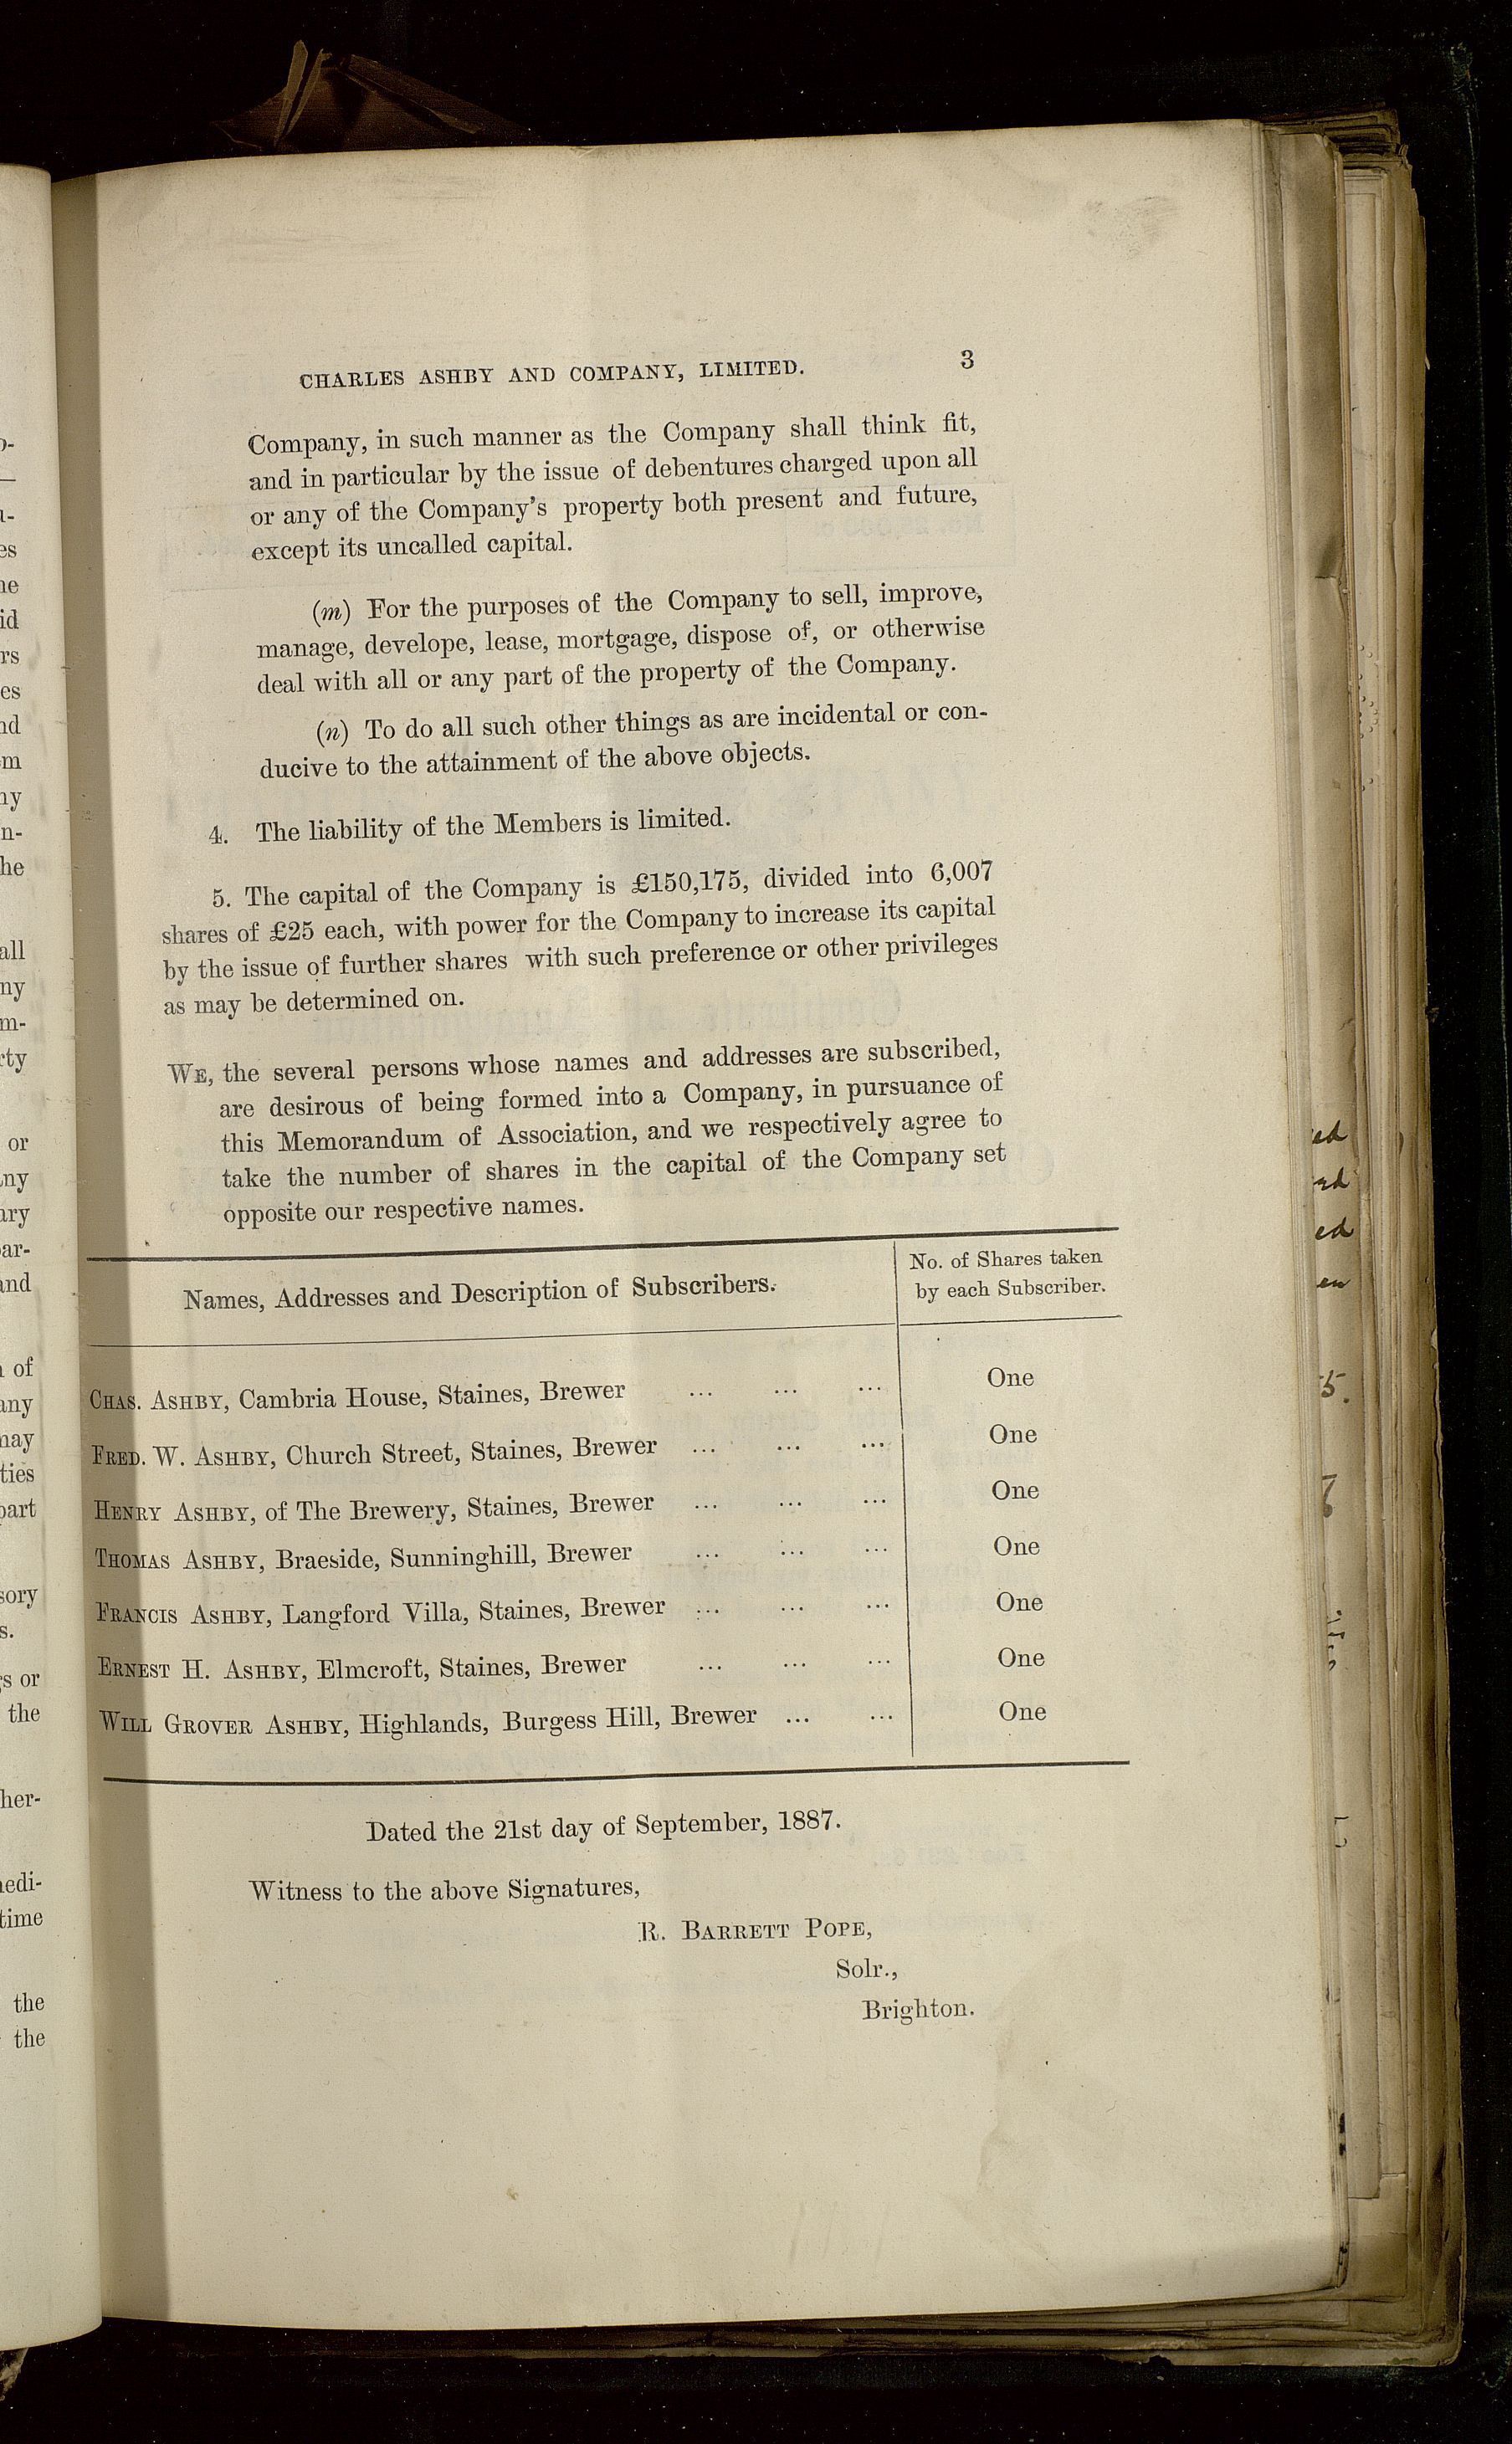 CHARLES ASHBY AND COMPANY, LIMITED. 3
Company, in such manner as the Company shall think fit,
and in particular by the issue of debentures charged upon all
or any of the Company's property both present and future,
except its uncalled capital.
(m) For the purposes of the Company to sell, improve,
manage, develope, lease, mortgage, dispose of, or otherwise
deal with all or any part of the property of the Company.
(n) To do all such other things as are incidental or con-
ducive to the attainment of the above objects.
4. The liability of the Members is limited.
5. The capital of the Company is £150,175, divided into 6,007
shares of £25 each, with power for the Company to increase its capital
by the issue of further shares with such preference or other privileges
as may be determined on.
WE, the several persons whose names and addresses are subscribed,
are desirous of being formed into a Company, in pursuance of
this Memorandum of Association, and we respectively agree to
take the number of shares in the capital of the Company set
opposite our respective names.
Names, Addresses and Description of Subscribers.
No. of Shares taken
by each Subscriber.
CHAS. ASHBY, Cambria House, Staines, Brewer ... ... ... One
FRED. W. ASHBY, Church Street, Staines, Brewer ... ... ... One
HENRY ASHBY, of The Brewery, Staines, Brewer ... ... ... One
THOMAS ASHBY, Braeside, Sunninghill, Brewer ... ... ... One
FRANCIS ASHBY, Langford Villa, Staines, Brewer ... ... ... One
ERNEST H. ASHBY, Elmcroft, Staines, Brewer ... ... ... One
WILL GROVER ASHBY, Highlands, Burgess Hill, Brewer ... ... One
Dated the 21st day of September, 1887.
Witness to the above Signatures,
R. BARRETT POPE,
Solr.,
Brighton.